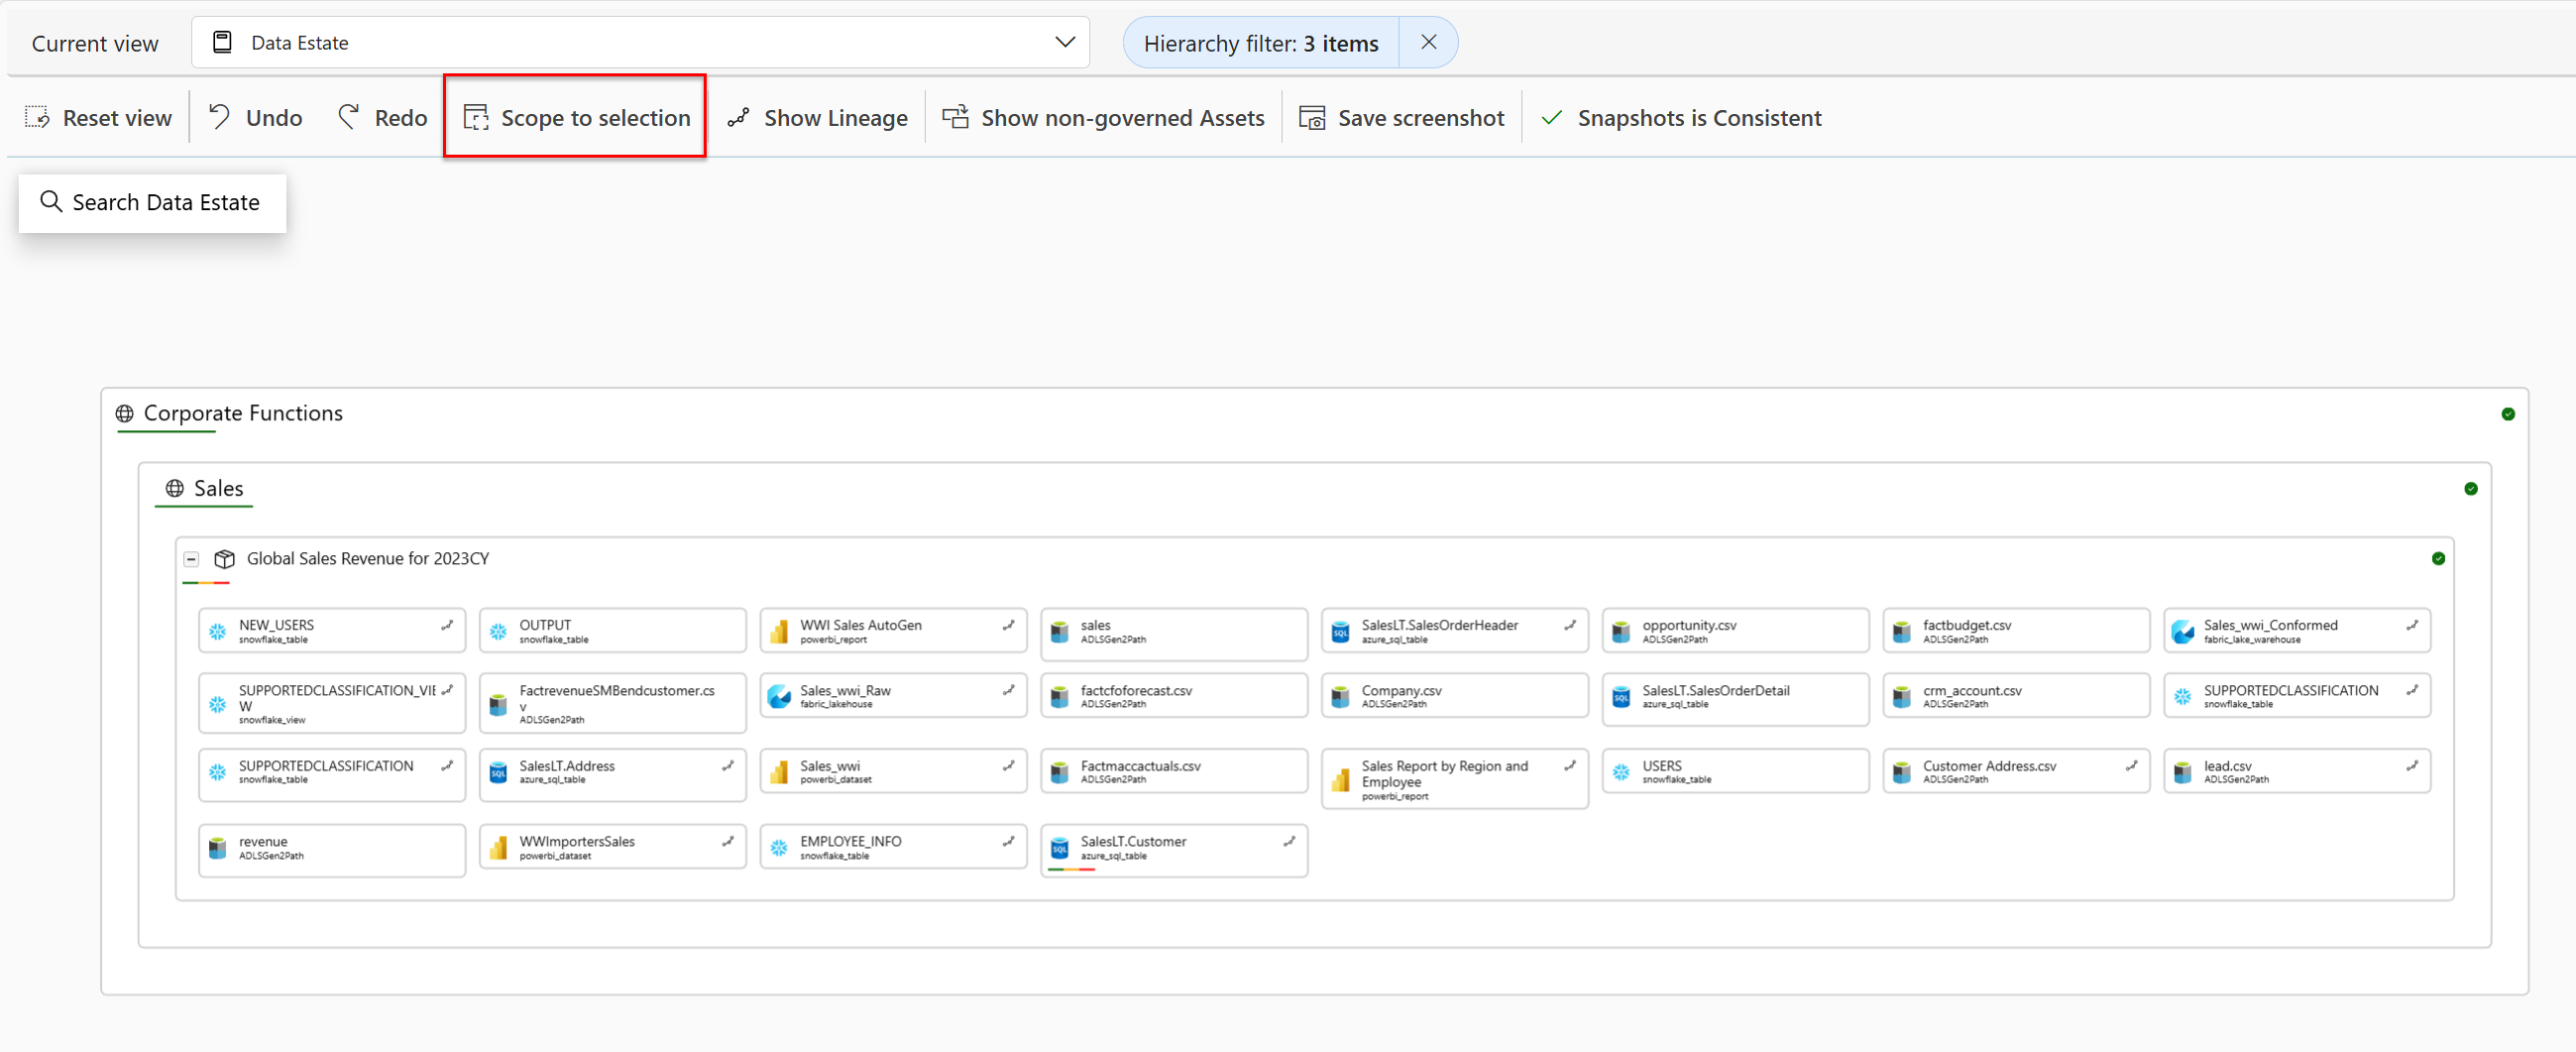 Current view
Data Estate
Hierarchy filter: 3 items
Reset view
Undo
Redo
Scope to selection
Show Lineage
Show non-governed Assets
Save screenshot
Snapshots is Consistent
Search Data Estate
Corporate Functions
Sales
Global Sales Revenue for 2023CY
NEW_USERS
snowflake_table
OUTPUT
snowflake_table
WWI Sales AutoGen
powerbi_report
sales
ADLSGen2Path
SalesLT.SalesOrderHeader
azure_sql_table
opportunity.csv
ADLSGen2Path
factbudget.csv
ADLSGen2Path
Sales_wwi_Conformed
fabric_lake_warehouse
SUPPORTEDCLASSIFICATION_VIE
W
snowflake_view
FactrevenueSMBendcustomer.cs
v
ADLSGen2Path
Sales_wwi_Raw
fabric_lakehouse
factcfoforecast.csv
ADLSGen2Path
Company.csv
ADLSGen2Path
SalesLT.SalesOrderDetail
azure_sql_table
crm_account.csv
ADLSGen2Path
SUPPORTEDCLASSIFICATION
snowflake_table
SUPPORTEDCLASSIFICATION
snowflake_table
SalesLT.Address
azure_sql_table
Sales_wwi
powerbi_dataset
Factmaccactuals.csv
ADLSGen2Path
Sales Report by Region and
Employee
powerbi_report
USERS
snowflake_table
Customer Address.csv
ADLSGen2Path
lead.csv
ADLSGen2Path
revenue
ADLSGen2Path
WWImportersSales
powerbi_dataset
EMPLOYEE_INFO
snowflake_table
SalesLT.Customer
azure_sql_table